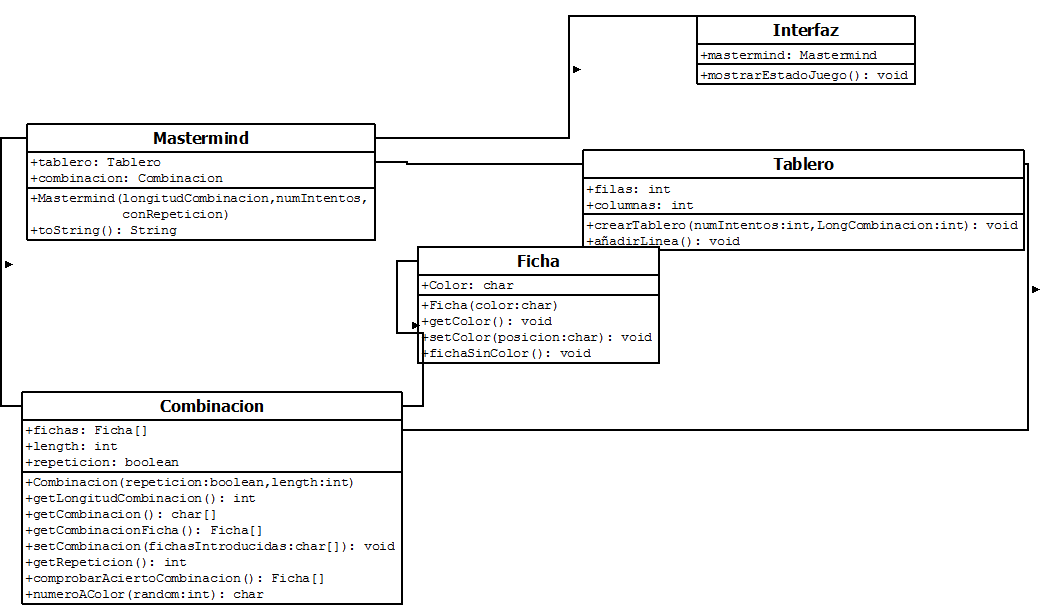 Interfaz
+mastermind: Mastermind
+mostrarEstadoJuego(): void
Mastermind
+tablero: Tablero
+combinacion: Combinacion
+Mastermind(longitudCombinacion,numIntentos,
conRepeticion)
+toString(): String
Tablero
+filas: int
+columnas: int
+crearTablero(numIntentos:int,LongCombinacion:int): void
+añadirLinea(): void
Ficha
+Color: char
+Ficha(color:char)
+getColor(): void
+setColor(posicion:char): void
+fichaSinColor(): void
Combinacion
+fichas: Ficha[]
+length: int
+repeticion: boolean
+Combinacion(repeticion:boolean,length:int)
+getLongitudCombinacion(): int
+getCombinacion(): char[]
+getCombinacionFicha(): Ficha[]
+setCombinacion(fichasIntroducidas:char[]): void
+getRepeticion(): int
+comprobarAciertoCombinacion(): Ficha[]
+numeroAColor(random:int): char